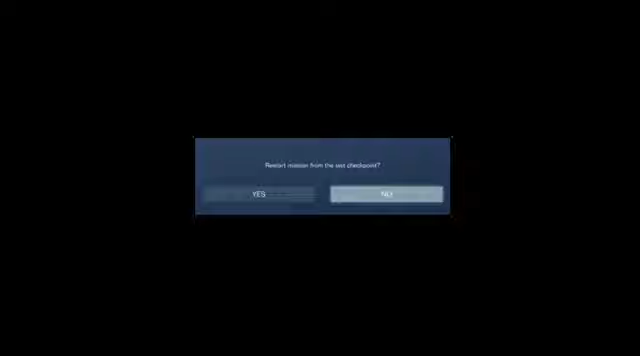 Restart mission from the last checkpoint?
YES
NO